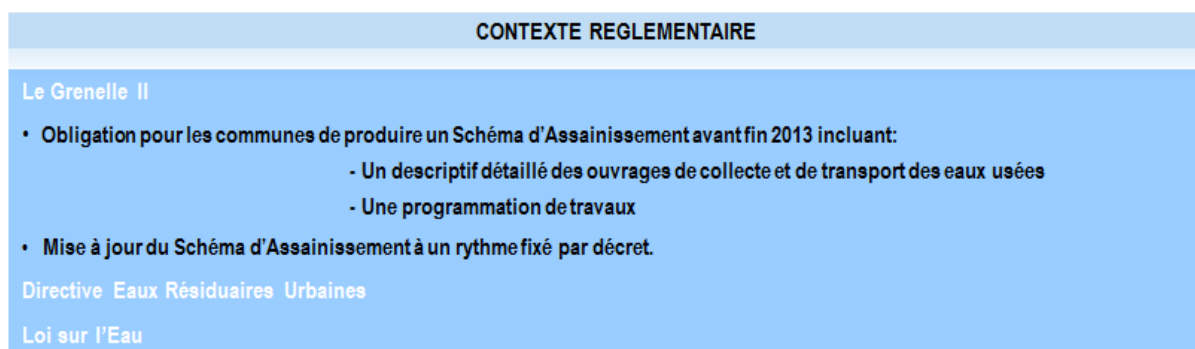 CONTEXTE REGLEMENTAIRE
Le Grenelle II
• Obligation pour les communes de produire un Schéma d'Assainissement avant fin 2013 incluant:
- Un descriptif détaillé des ouvrages de collecte et de transport des eaux usées
- Une programmation de travaux
• Mise à jour du Schéma d'Assainissement à un rythme fixé par décret.
Directive Eaux Résiduaires Urbaines
Loi sur l'Eau